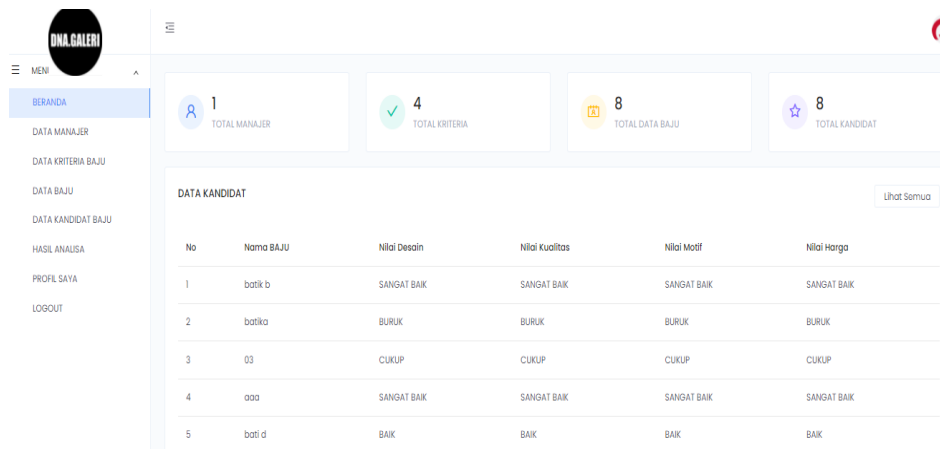 DNA.GALERI
MENU
BERANDA
DATA MANAJER
DATA KRITERIA BAJU
DATA BAJU
DATA KANDIDAT BAJU
HASIL ANALISA
PROFIL SAYA
LOGOUT
1
TOTAL MANAJER
4
TOTAL KRITERIA
8
TOTAL DATA BAJU
8
TOTAL KANDIDAT
DATA KANDIDAT
Lihat Semua
No Nama BAJU Nilai Desain Nilai Kualitas Nilai Motif Nilai Harga
1 batik b SANGAT BAIK SANGAT BAIK SANGAT BAIK SANGAT BAIK
2 batika BURUK BURUK BURUK BURUK
3 03 CUKUP CUKUP CUKUP CUKUP
4 aaa SANGAT BAIK SANGAT BAIK SANGAT BAIK SANGAT BAIK
5 bati d BAIK BAIK BAIK BAIK